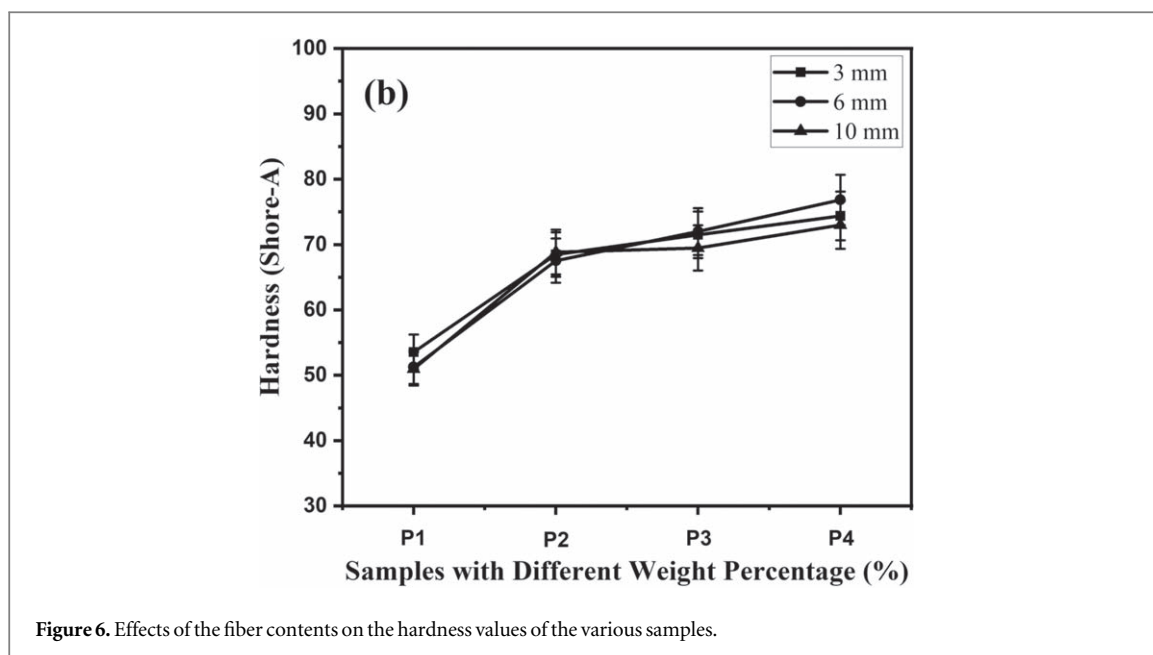 (b)
3 mm
6 mm
10 mm
100
90
80
70
60
50
40
30
Hardness (Shore-A)
P1 P2 P3 P4
Samples with Different Weight Percentage (%)
Figure 6. Effects of the fiber contents on the hardness values of the various samples.